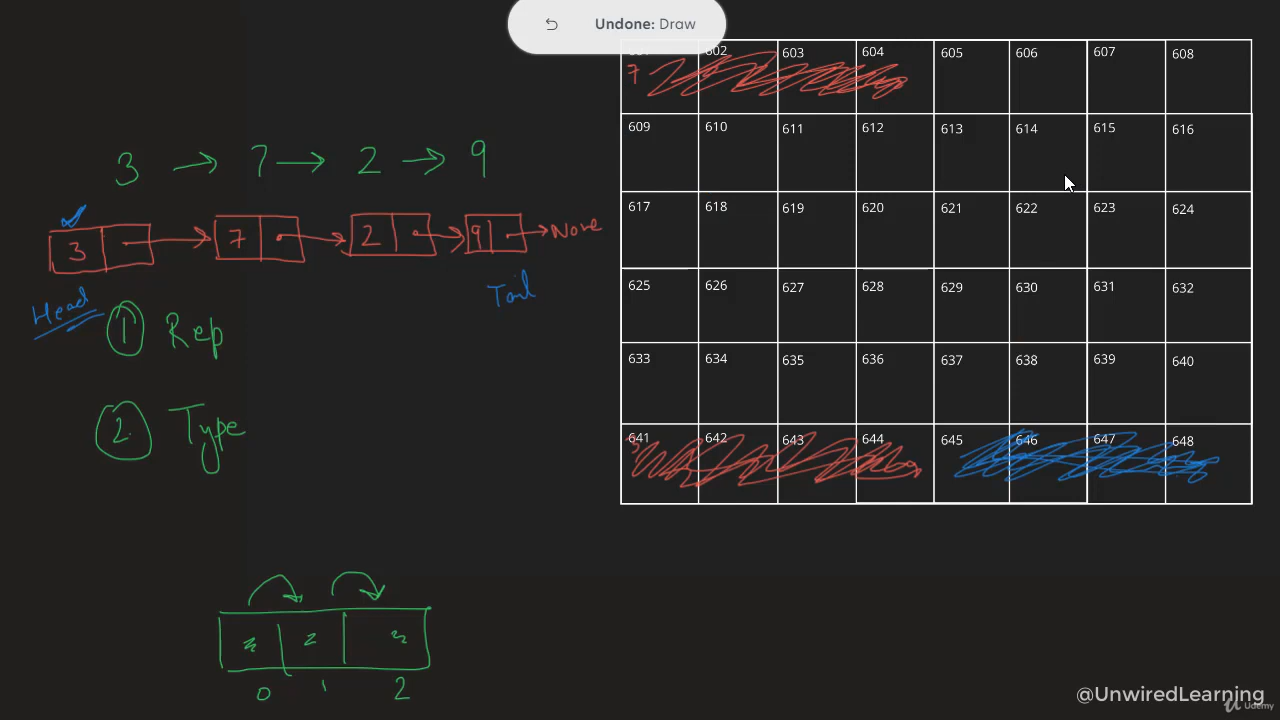 Undone: Draw
602 603 604 605 606 607 608
7
609 610 611 612 613 614 615 616
617 618 619 620 621 622 623 624
625 626 627 628 629 630 631 632
633 634 635 636 637 638 639 640
641 642 643 644 645 646 647 648
3
3 → 7 → 2 → 9
3 7 2 9 → None
Head
Tail
1 Rep
2. Type
0 1 2
@UnwiredLearning
Udemy